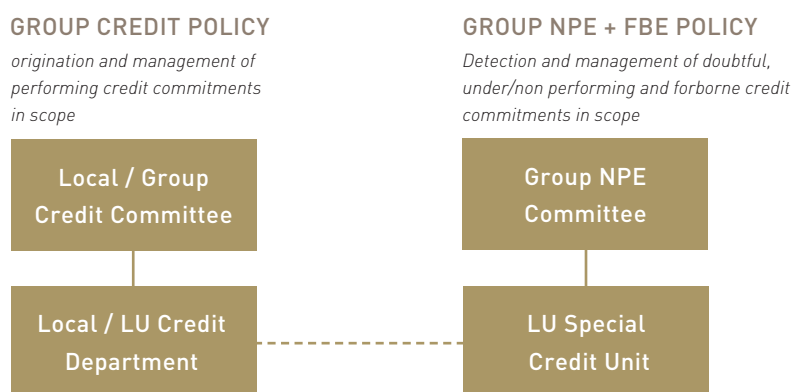 GROUP CREDIT POLICY
origination and management of
performing credit commitments
in scope
Local / Group
Credit Committee
Local / LU Credit
Department
GROUP NPE + FBE POLICY
Detection and management of doubtful,
under/non performing and forborne credit
commitments in scope
Group NPE
Committee
LU Special
Credit Unit